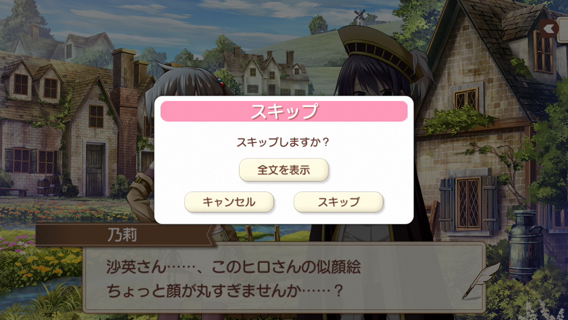 スキップ
スキップしますか？
全文を表示
キャンセル
スキップ
乃莉
沙英さん……、このヒロさんの似顔絵
ちょっと顔が丸すぎませんか……？